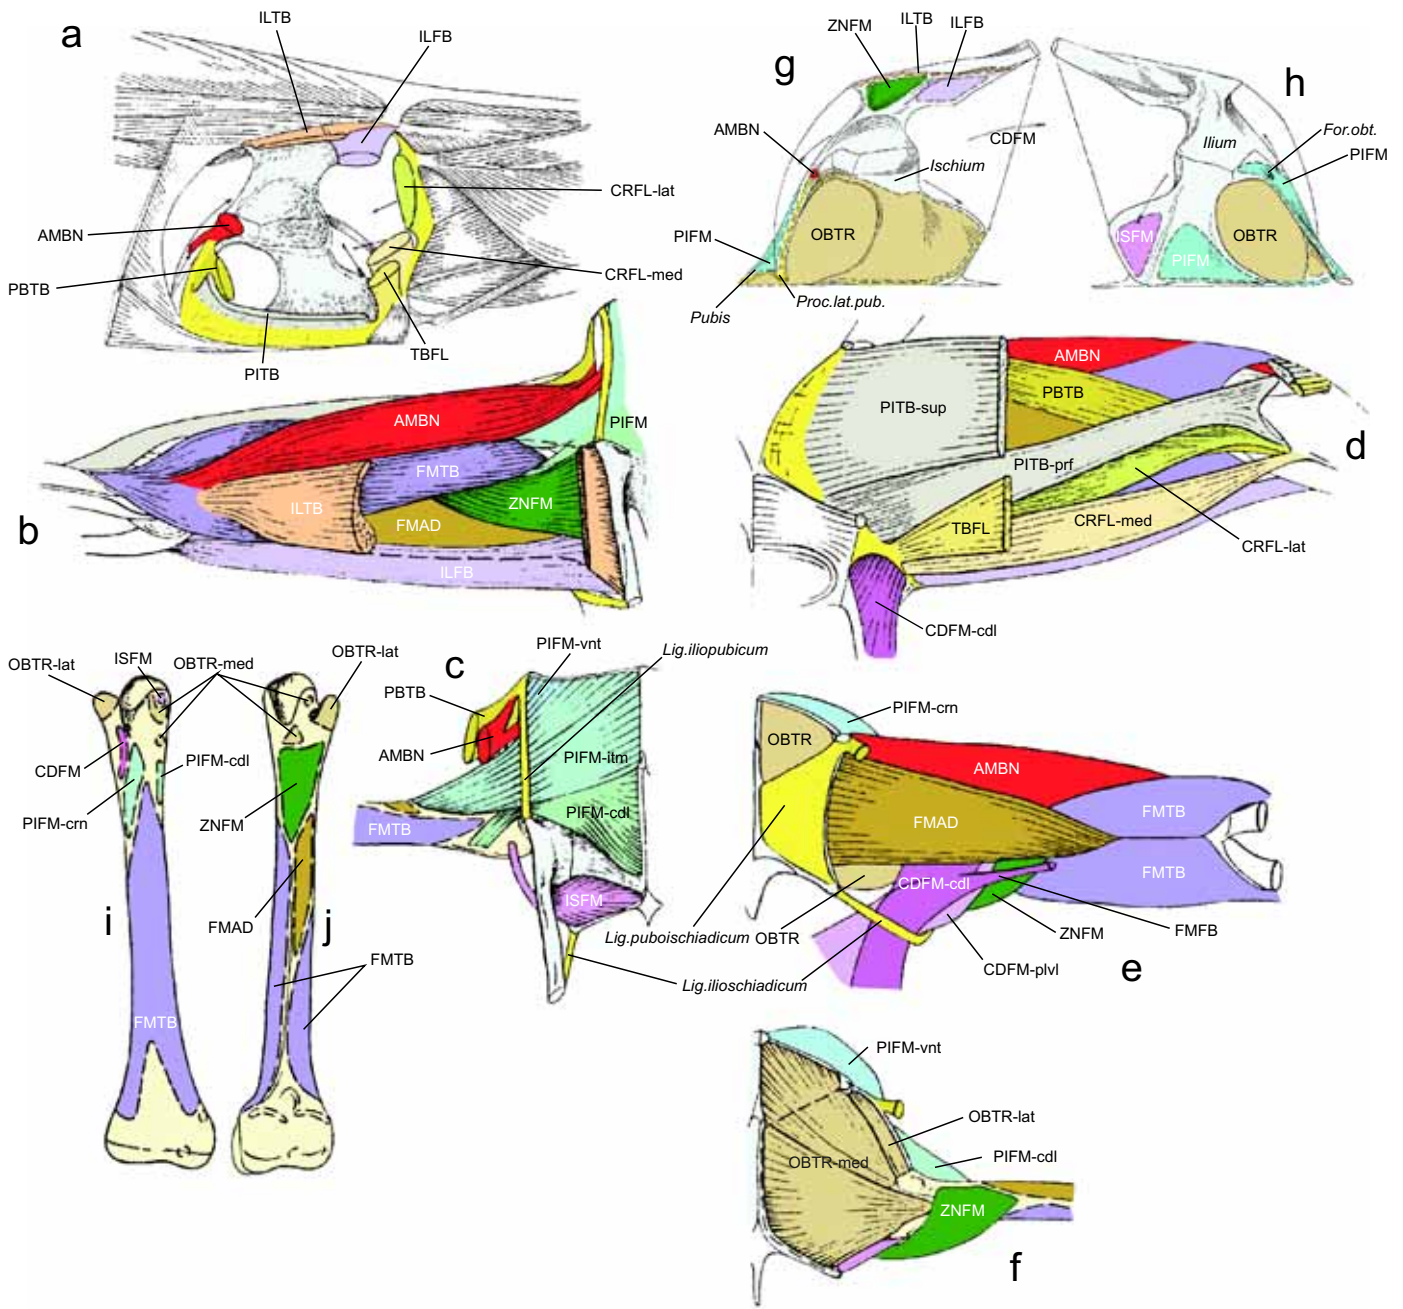 a
ILTB
ILFB
CRFL-lat
AMBN
PBTB
CRFL-med
TBFL
PITB
g
ZNFM
ILTB
ILFB
AMBN
CDFM
Ischium
OBTR
PIFM
Pubis
Proc.lat.pub.
h
Ilium
For.obt.
PIFM
ISFM
PIFM
OBTR
b
AMBN
PIFM
FMTB
ZNFM
ILTB
FMAD
ILFB
d
AMBN
PBTB
PITB-sup
PITB-prf
TBFL
CRFL-med
CRFL-lat
CDFM-cdl
OBTR-lat
ISFM
OBTR-med
OBTR-lat
CDFM
PIFM-cdl
PIFM-crn
ZNFM
FMAD
i
j
FMTB
FMTB
c
PIFM-vnt
Lig.iliopubicum
PBTB
AMBN
PIFM-itm
PIFM-cdl
FMTB
ISFM
Lig.puboischiadicum
Lig.ilioschiadicum
PIFM-crn
OBTR
AMBN
FMTB
FMAD
FMTB
CDFM-cdl
OBTR
ZNFM
FMFB
CDFM-plvl
e
PIFM-vnt
OBTR-lat
PIFM-cdl
OBTR-med
ZNFM
f